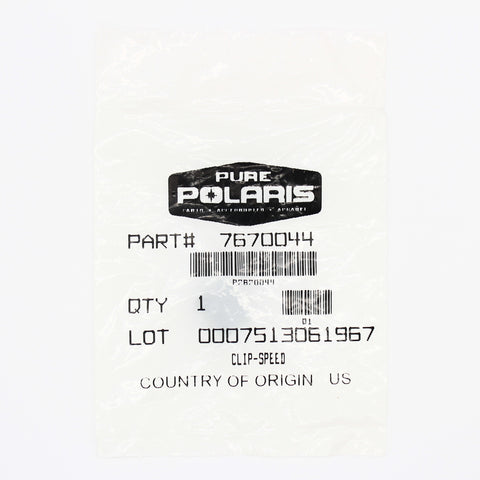 PURE
POLARIS
PARTS • ACCESSORIES • APPAREL
PART# 7670044
P7670044
QTY 1
01
LOT 0007513061967
CLIP-SPEED
COUNTRY OF ORIGIN US